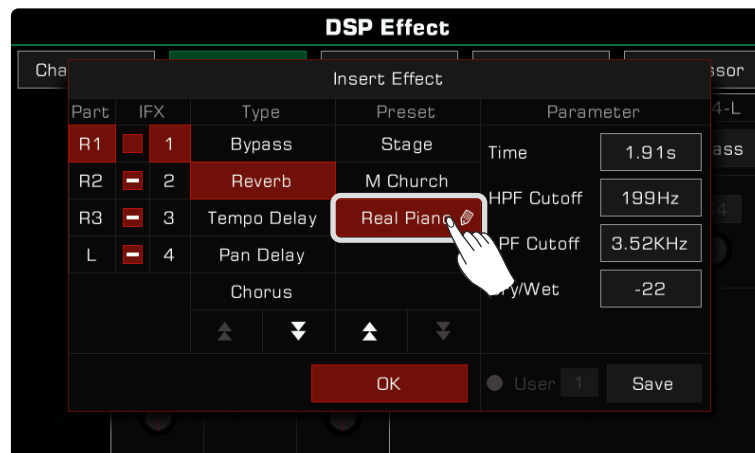 DSP Effect
Cha
ssor
Insert Effect
Part IFX Type Preset Parameter
4-L
R1 1 Bypass Stage Time 1.91s
ass
R2 2 Reverb M Church HPF Cutoff 199Hz
4
R3 3 Tempo Delay Real Piano PF Cutoff 3.52KHz
L 4 Pan Delay
Chorus ry/Wet -22
OK User 1 Save